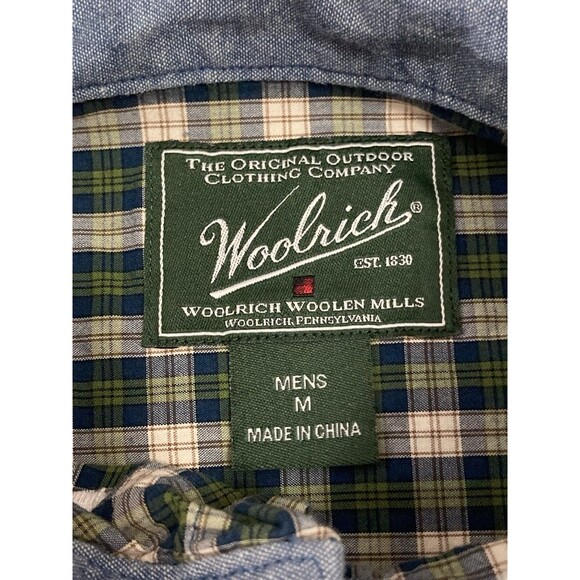 THE ORIGINAL OUTDOOR
CLOTHING COMPANY
Woolrich®
EST. 1830
WOOLRICH WOOLEN MILLS
WOOLRICH, PENNSYLVANIA
MENS
M
MADE IN CHINA